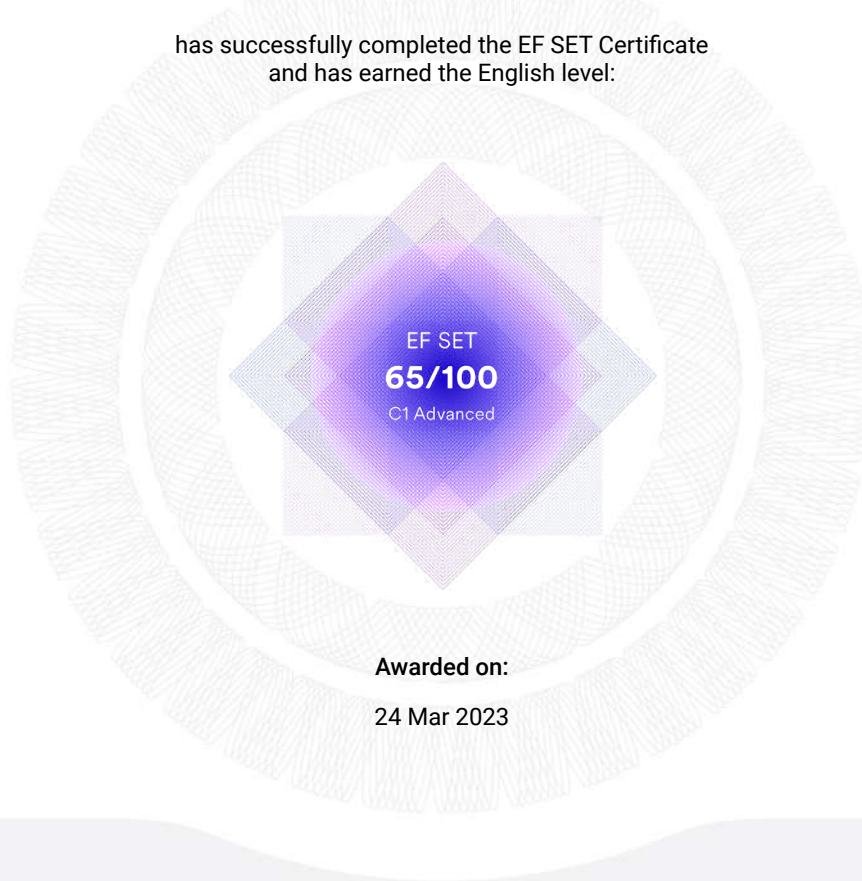 has successfully completed the EF SET Certificate
and has earned the English level:
EF SET
65/100
C1 Advanced
Awarded on:
24 Mar 2023